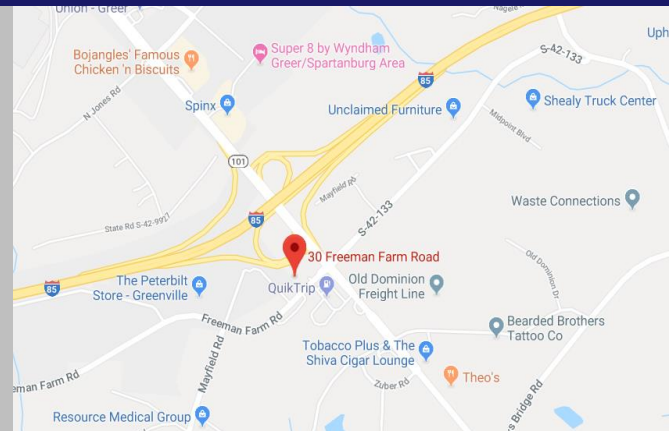 Union - Greer
Nagele
Uph
Bojangles' Famous
Chicken 'n Biscuits
Super 8 by Wyndham
Greer/Spartanburg Area
S-42-133
85
N Jones Rd
Spinx
Unclaimed Furniture
Shealy Truck Center
Midpoint Blvd
101
Mayfield Rd
Waste Connections
State Rd S-42-9927
85
S-42-133
30 Freeman Farm Road
The Peterbilt
Store - Greenville
85
QuikTrip
Old Dominion
Freight Line
Old Dominion Dr
Freeman Farm Rd
Bearded Brothers
Tattoo Co
Mayfield Rd
Tobacco Plus & The
Shiva Cigar Lounge
Theo's
Zuber Rd
eman Farm Rd
s Bridge Rd
Resource Medical Group